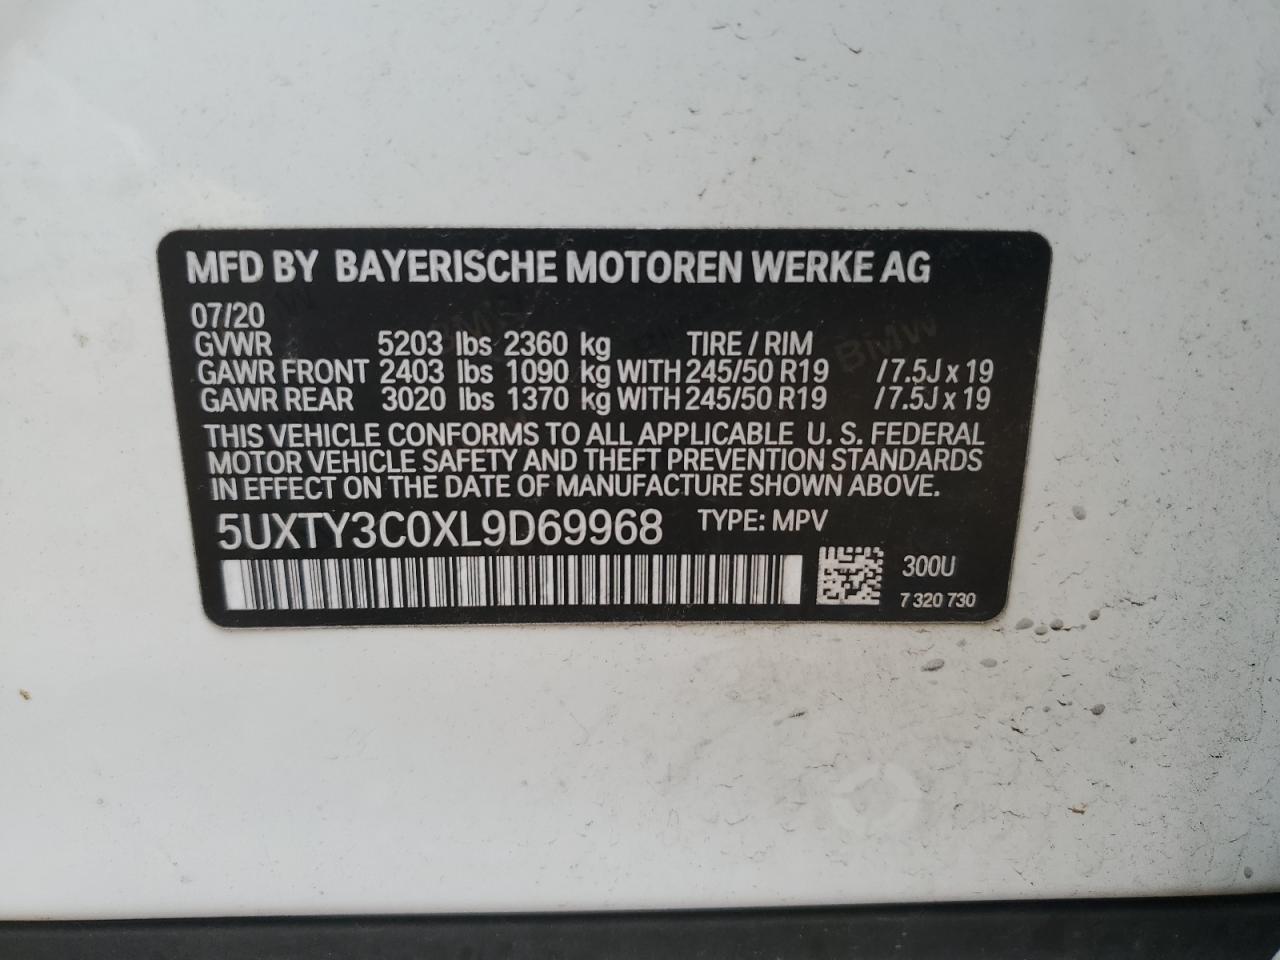 MFD BY BAYERISCHE MOTOREN WERKE AG
07/20
GVWR 5203 lbs 2360 kg TIRE / RIM
GAWR FRONT 2403 lbs 1090 kg WITH 245/50 R19 / 7.5J x 19
GAWR REAR 3020 lbs 1370 kg WITH 245/50 R19 / 7.5J x 19
THIS VEHICLE CONFORMS TO ALL APPLICABLE U. S. FEDERAL
MOTOR VEHICLE SAFETY AND THEFT PREVENTION STANDARDS
IN EFFECT ON THE DATE OF MANUFACTURE SHOWN ABOVE.
5UXTY3C0XL9D69968 TYPE: MPV
300U
7 320 730
BMW